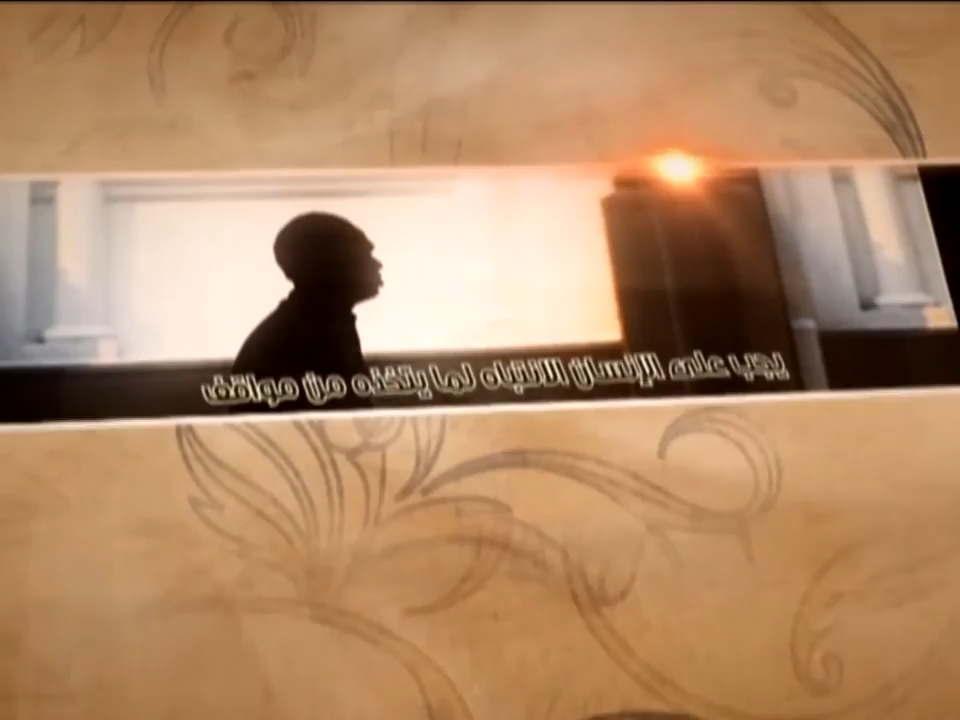 يجب على الإنسان الانتباه لما يتخذه من مواقف